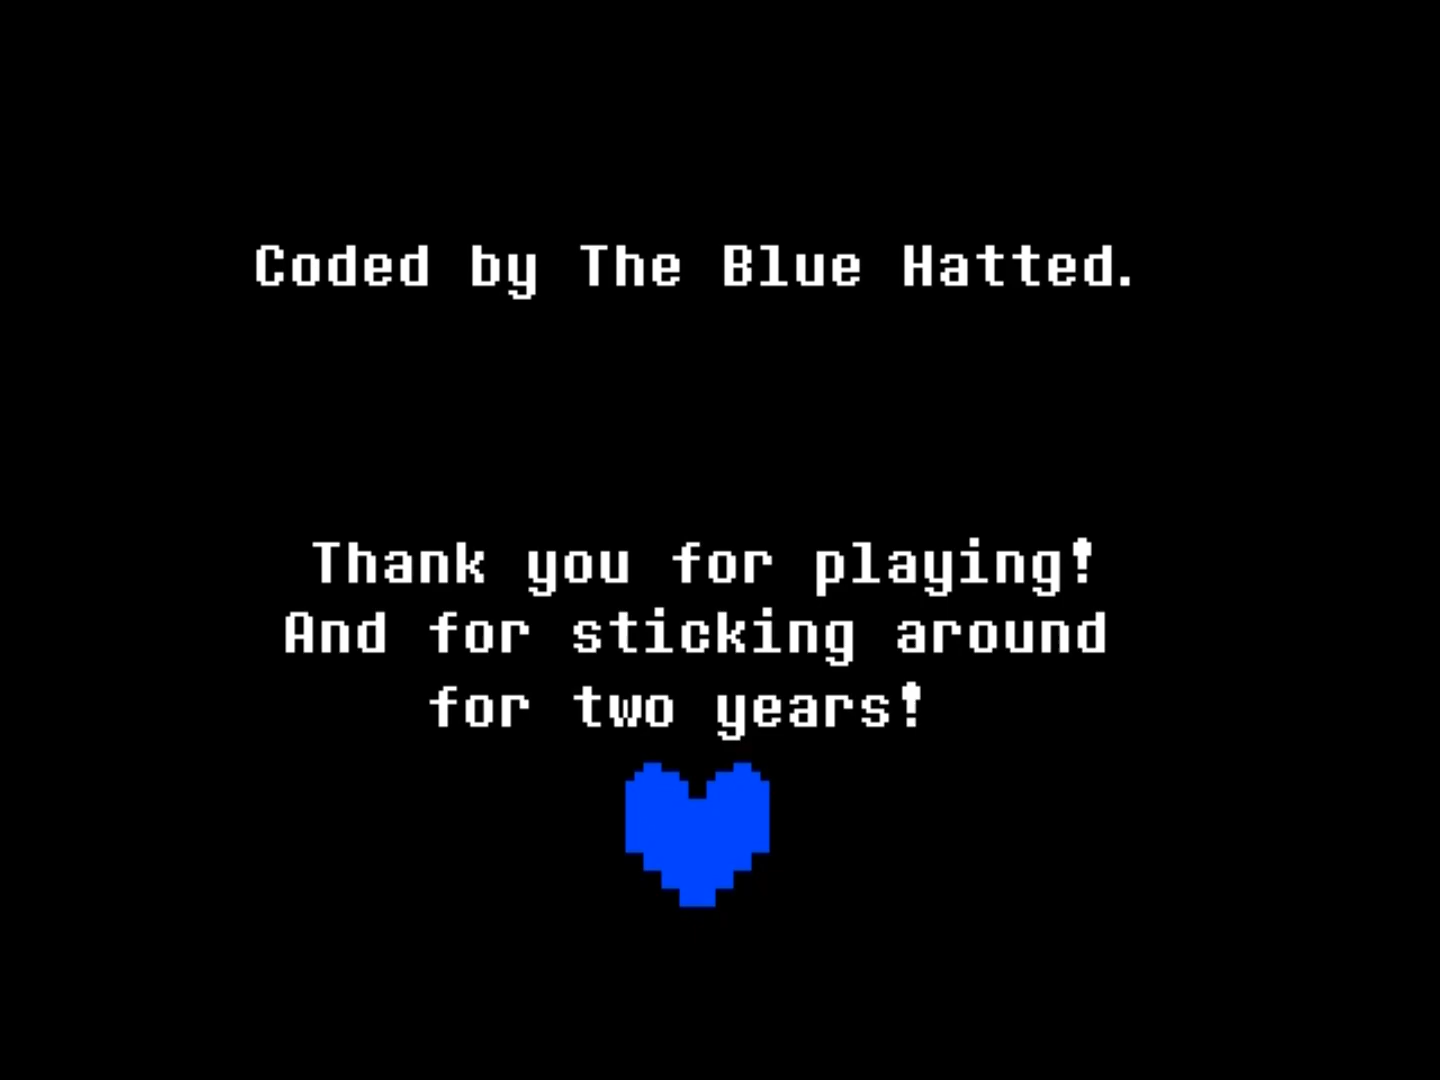 Coded by The Blue Hatted.
Thank you for playing!
And for sticking around
for two years!